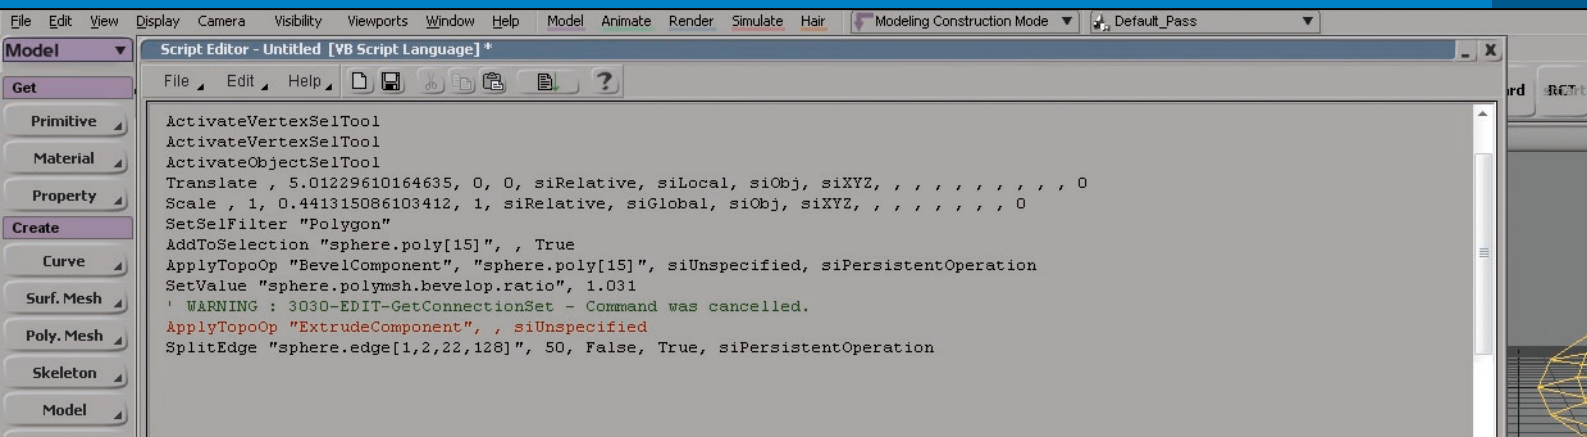 File Edit View Display Camera Visibility Viewports Window Help Model Animate Render Simulate Hair Modeling Construction Mode Default_Pass
Model
Script Editor - Untitled [VB Script Language] *
File Edit Help
Get
Primitive
Material
Property
Create
Curve
Surf. Mesh
Poly. Mesh
Skeleton
Model
ActivateVertexSelTool
ActivateVertexSelTool
ActivateObjectSelTool
Translate , 5.01229610164635, 0, 0, siRelative, siLocal, siObj, siXYZ, , , , , , , , , , 0
Scale , 1, 0.441315086103412, 1, siRelative, siGlobal, siObj, siXYZ, , , , , , , , 0
SetSelFilter "Polygon"
AddToSelection "sphere.poly[15]", , True
ApplyTopoOp "BevelComponent", "sphere.poly[15]", siUnspecified, siPersistentOperation
SetValue "sphere.polymsh.bevelop.ratio", 1.031
' WARNING : 3030-EDIT-GetConnectionSet - Command was cancelled.
ApplyTopoOp "ExtrudeComponent", , siUnspecified
SplitEdge "sphere.edge[1,2,22,128]", 50, False, True, siPersistentOperation
rd